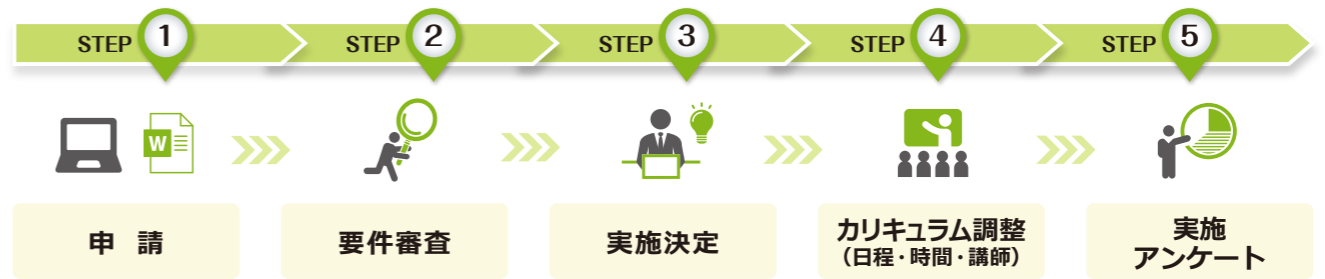 STEP 1
STEP 2
STEP 3
STEP 4
STEP 5
W
申 請
要件審査
実施決定
カリキュラム調整
（日程・時間・講師）
実施
アンケート